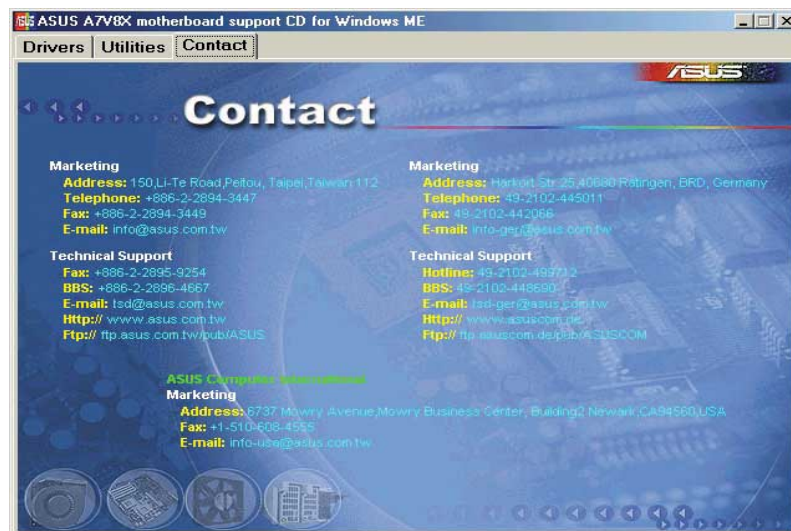 ASUS A7V8X motherboard support CD for Windows ME
Drivers Utilities Contact
ASUS
Contact
Marketing
Address: 150,Li-Te Road,Peitou, Taipei,Taiwan 112
Telephone: +886-2-2894-3447
Fax: +886-2-2894-3449
E-mail: info@asus.com.tw
Technical Support
Fax: +886-2-2895-9254
BBS: +886-2-2896-4667
E-mail: tsd@asus.com.tw
Http:// www.asus.com.tw
Ftp:// ftp.asus.com.tw/pub/ASUS
Marketing
Address: Harkort Str.25,40880 Ratingen, BRD, Germany
Telephone: 49-2102-445011
Fax: 49-2102-442066
E-mail: info-ger@asus.com.tw
Technical Support
Hotline: 49-2102-499712
BBS: 49-2102-448690
E-mail: tsd-ger@asus.com.tw
Http:// www.asuscom.de
Ftp:// ftp.asuscom.de/pub/ASUSCOM
ASUS Computer International
Marketing
Address: 6737 Mowry Avenue,Mowry Business Center, Building2 Newark,CA94560,USA
Fax: +1-510-608-4555
E-mail: info-usa@asus.com.tw